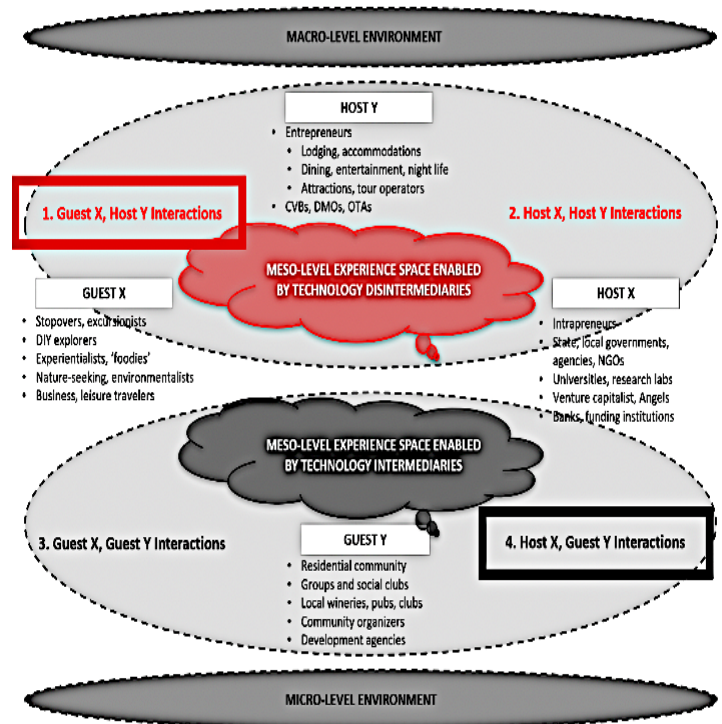 MACRO-LEVEL ENVIRONMENT
HOST Y
• Entrepreneurs
• Lodging, accommodations
• Dining, entertainment, night life
• Attractions, tour operators
• CVBs, DMOs, OTAs
1. Guest X, Host Y Interactions
2. Host X, Host Y Interactions
MESO-LEVEL EXPERIENCE SPACE ENABLED
BY TECHNOLOGY DISINTERMEDIARIES
GUEST X
• Stopovers, excursionists
• DIY explorers
• Experientialists, 'foodies'
• Nature-seeking, environmentalists
• Business, leisure travelers
HOST X
• Intrapreneurs
• State, local governments,
agencies, NGOs
• Universities, research labs
• Venture capitalist, Angels
• Banks, funding institutions
MESO-LEVEL EXPERIENCE SPACE ENABLED
BY TECHNOLOGY INTERMEDIARIES
3. Guest X, Guest Y Interactions
4. Host X, Guest Y Interactions
GUEST Y
• Residential community
• Groups and social clubs
• Local wineries, pubs, clubs
• Community organizers
• Development agencies
MICRO-LEVEL ENVIRONMENT